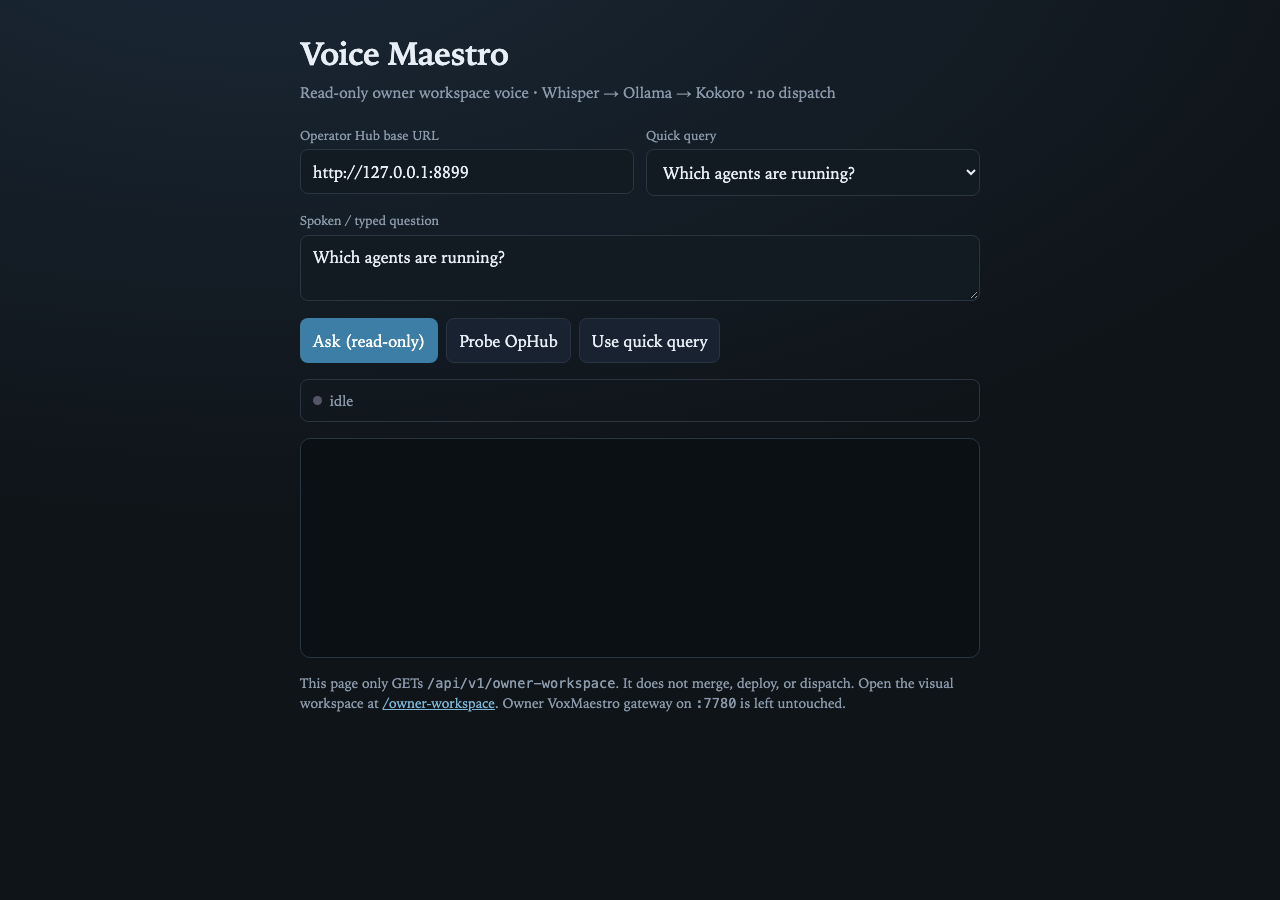 Voice Maestro
Read-only owner workspace voice · Whisper → Ollama → Kokoro · no dispatch
Operator Hub base URL
Quick query
http://127.0.0.1:8899
Which agents are running?
Spoken / typed question
Which agents are running?
Ask (read-only)
Probe OpHub
Use quick query
idle
This page only GETs /api/v1/owner-workspace. It does not merge, deploy, or dispatch. Open the visual
workspace at /owner-workspace. Owner VoxMaestro gateway on :7780 is left untouched.